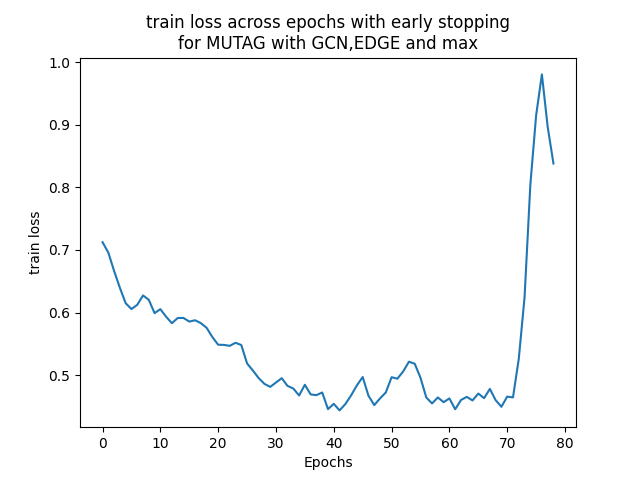 train loss across epochs with early stopping
for MUTAG with GCN,EDGE and max
1.0
0.9
0.8
0.7
0.6
0.5
train loss
0 10 20 30 40 50 60 70 80
Epochs